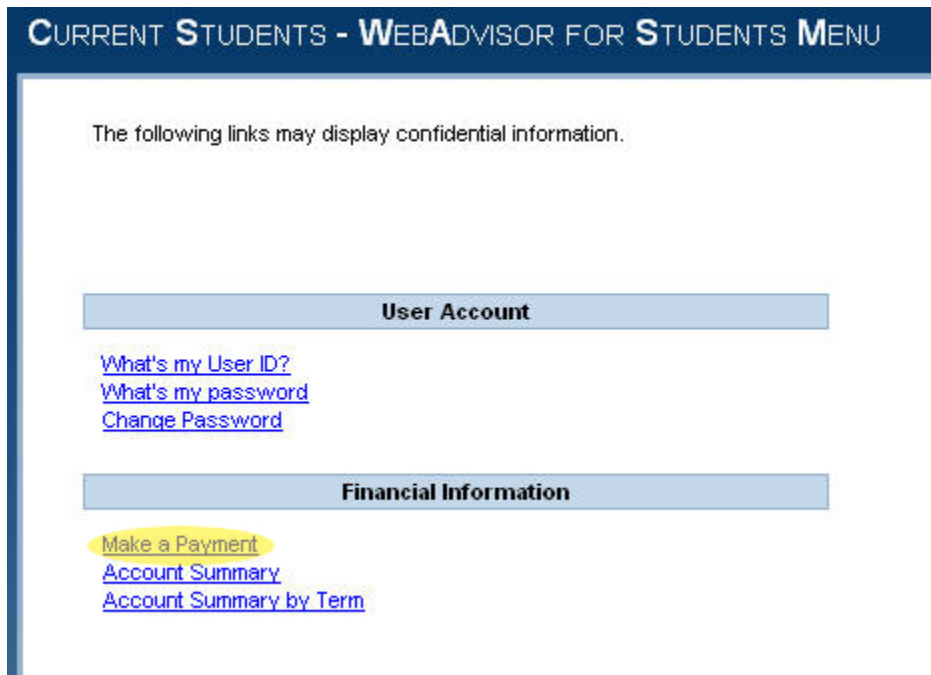 CURRENT STUDENTS - WEBADVISOR FOR STUDENTS MENU
The following links may display confidential information.
User Account
What's my User ID?
What's my password
Change Password
Financial Information
Make a Payment
Account Summary
Account Summary by Term